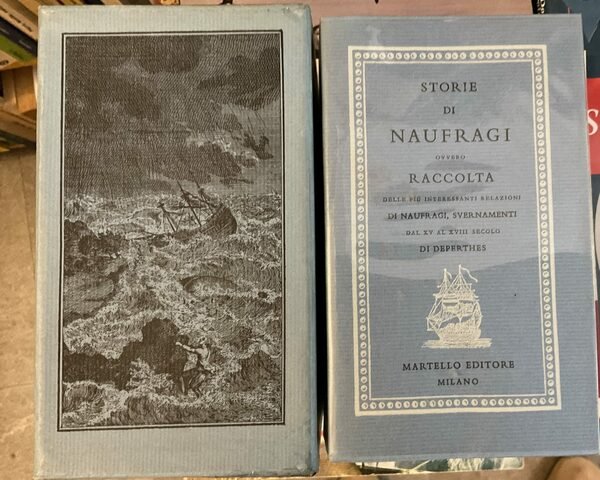 STORIE
DI
NAUFRAGI
OVVERO
RACCOLTA
DELLE PIÙ INTERESSANTI RELAZIONI
DI NAUFRAGI, SVERNAMENTI
DAL XV AL XVIII SECOLO
DI DEPERTHES
MARTELLO EDITORE
MILANO
S